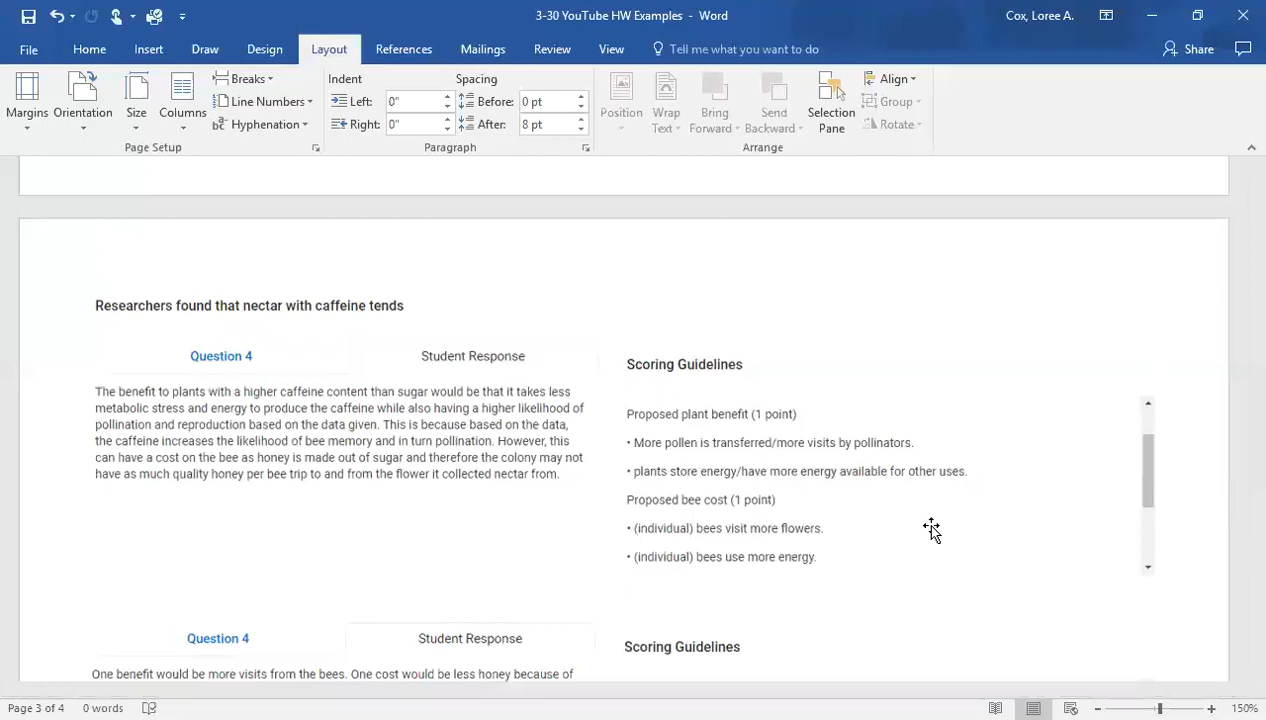 3-30 YouTube HW Examples - Word
Cox, Loree A.
File Home Insert Draw Design Layout References Mailings Review View Tell me what you want to do Share
Margins
Orientation
Size
Columns
Breaks
Line Numbers
Hyphenation
Page Setup
Indent
Left: 0"
Right: 0"
Spacing
Before: 0 pt
After: 8 pt
Paragraph
Position
Wrap
Text
Bring
Forward
Send
Backward
Selection
Pane
Align
Group
Rotate
Arrange
Researchers found that nectar with caffeine tends
Question 4
Student Response
The benefit to plants with a higher caffeine content than sugar would be that it takes less
metabolic stress and energy to produce the caffeine while also having a higher likelihood of
pollination and reproduction based on the data given. This is because based on the data,
the caffeine increases the likelihood of bee memory and in turn pollination. However, this
can have a cost on the bee as honey is made out of sugar and therefore the colony may not
have as much quality honey per bee trip to and from the flower it collected nectar from.
Scoring Guidelines
Proposed plant benefit (1 point)
• More pollen is transferred/more visits by pollinators.
• plants store energy/have more energy available for other uses.
Proposed bee cost (1 point)
• (individual) bees visit more flowers.
• (individual) bees use more energy.
Question 4
Student Response
One benefit would be more visits from the bees. One cost would be less honey because of
Scoring Guidelines
Page 3 of 4
0 words
150%